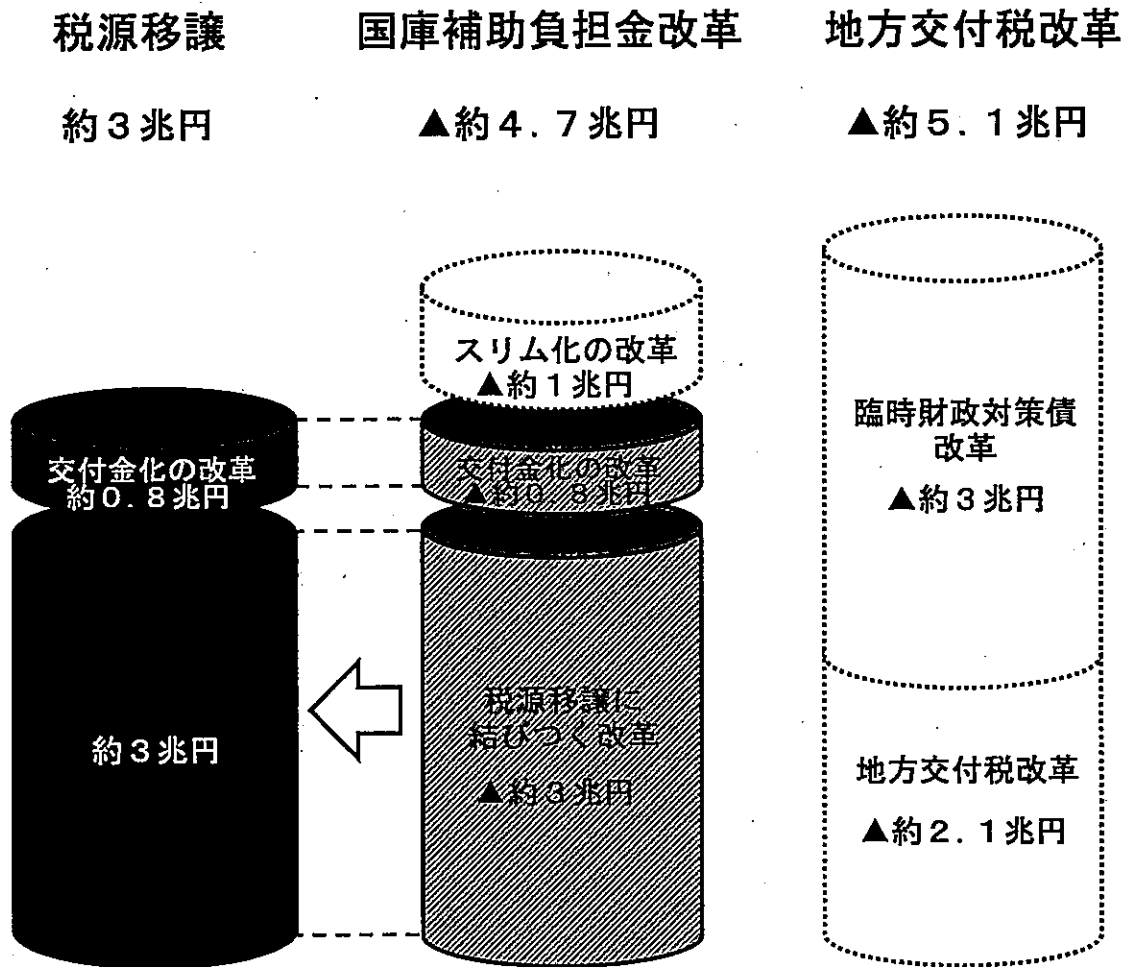 税源移譲
約3兆円
国庫補助負担金改革
▲約4.7兆円
地方交付税改革
▲約5.1兆円
交付金化の改革
約0.8兆円
約3兆円
スリム化の改革
▲約1兆円
交付金化の改革
▲約0.8兆円
税源移譲に
結びつく改革
▲約3兆円
臨時財政対策債
改革
▲約3兆円
地方交付税改革
▲約2.1兆円